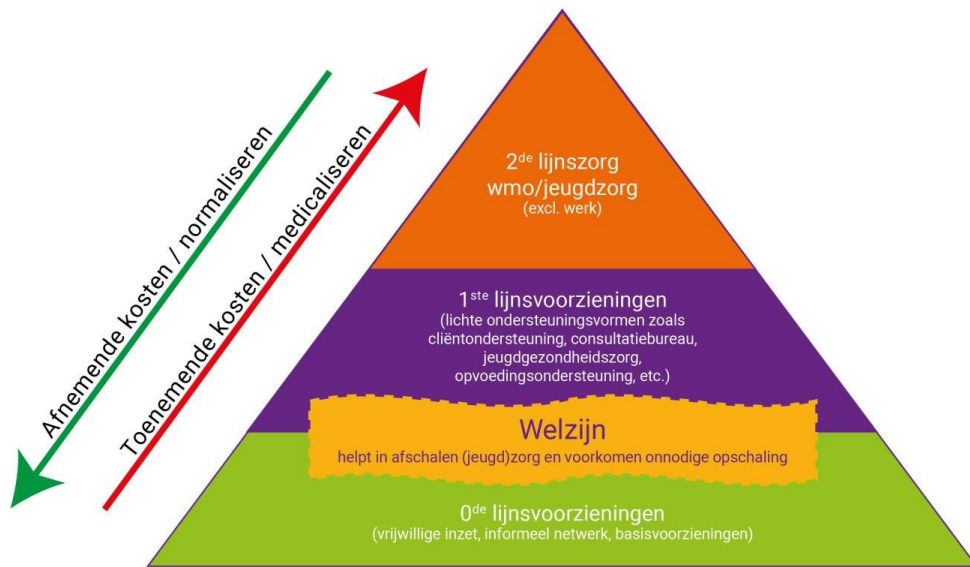 Afnemende kosten / normaliseren
Toenemende kosten / medicaliseren
2de lijnszorg
wmo/jeugdzorg
(excl. werk)
1ste lijnsvoorzieningen
(lichte ondersteuningsvormen zoals
cliëntondersteuning, consultatiebureau,
jeugdgezondheidszorg,
opvoedingsondersteuning, etc.)
Welzijn
helpt in afschalen (jeugd)zorg en voorkomen onnodige opschaling
0de lijnsvoorzieningen
(vrijwillige inzet, informeel netwerk, basisvoorzieningen)